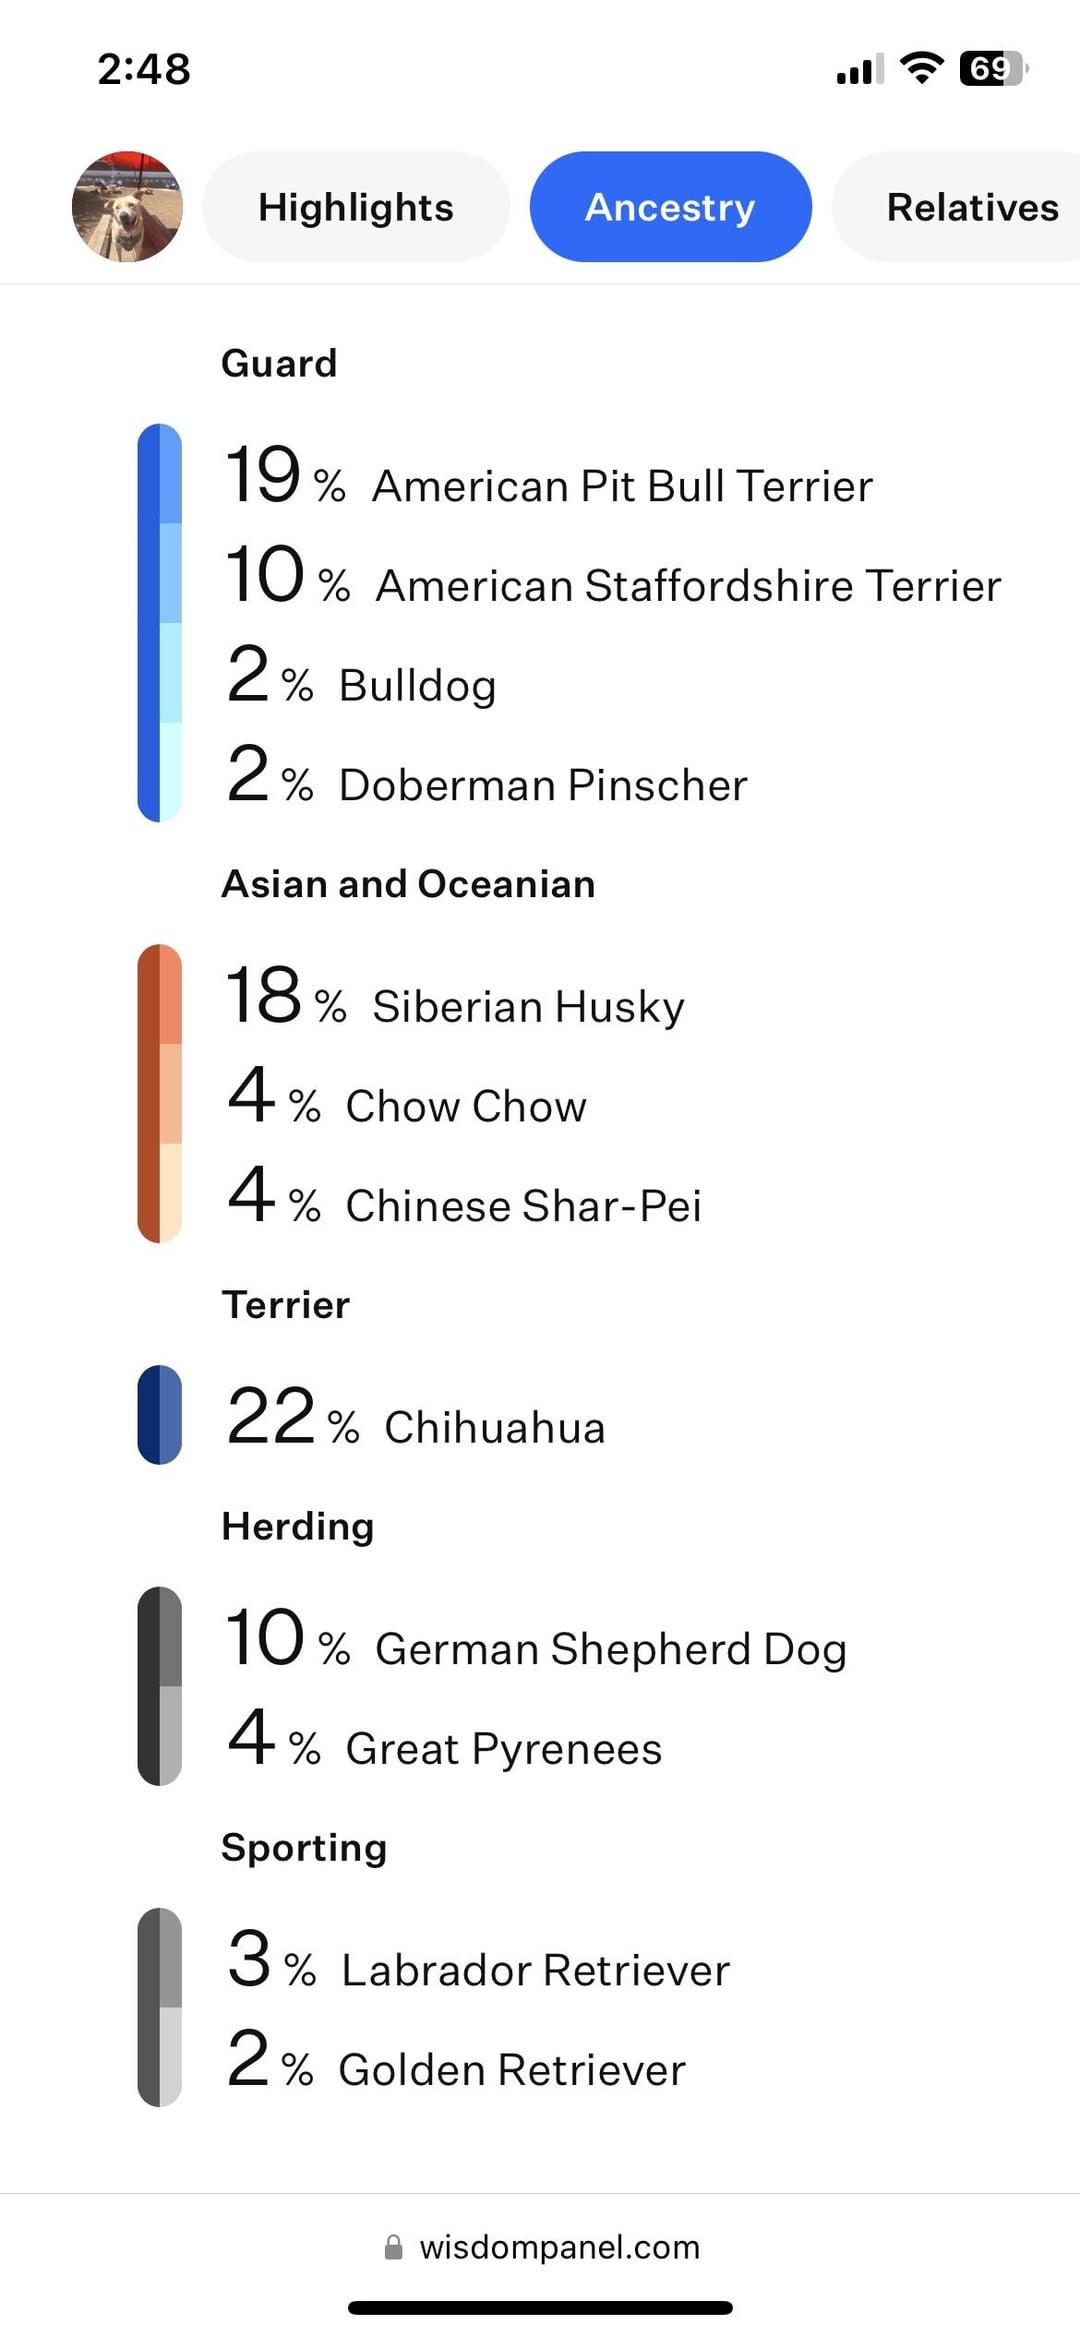 2:48
69
Highlights
Ancestry
Relatives
Guard
19 % American Pit Bull Terrier
10 % American Staffordshire Terrier
2 % Bulldog
2 % Doberman Pinscher
Asian and Oceanian
18 % Siberian Husky
4 % Chow Chow
4 % Chinese Shar-Pei
Terrier
22 % Chihuahua
Herding
10 % German Shepherd Dog
4 % Great Pyrenees
Sporting
3 % Labrador Retriever
2 % Golden Retriever
wisdompanel.com